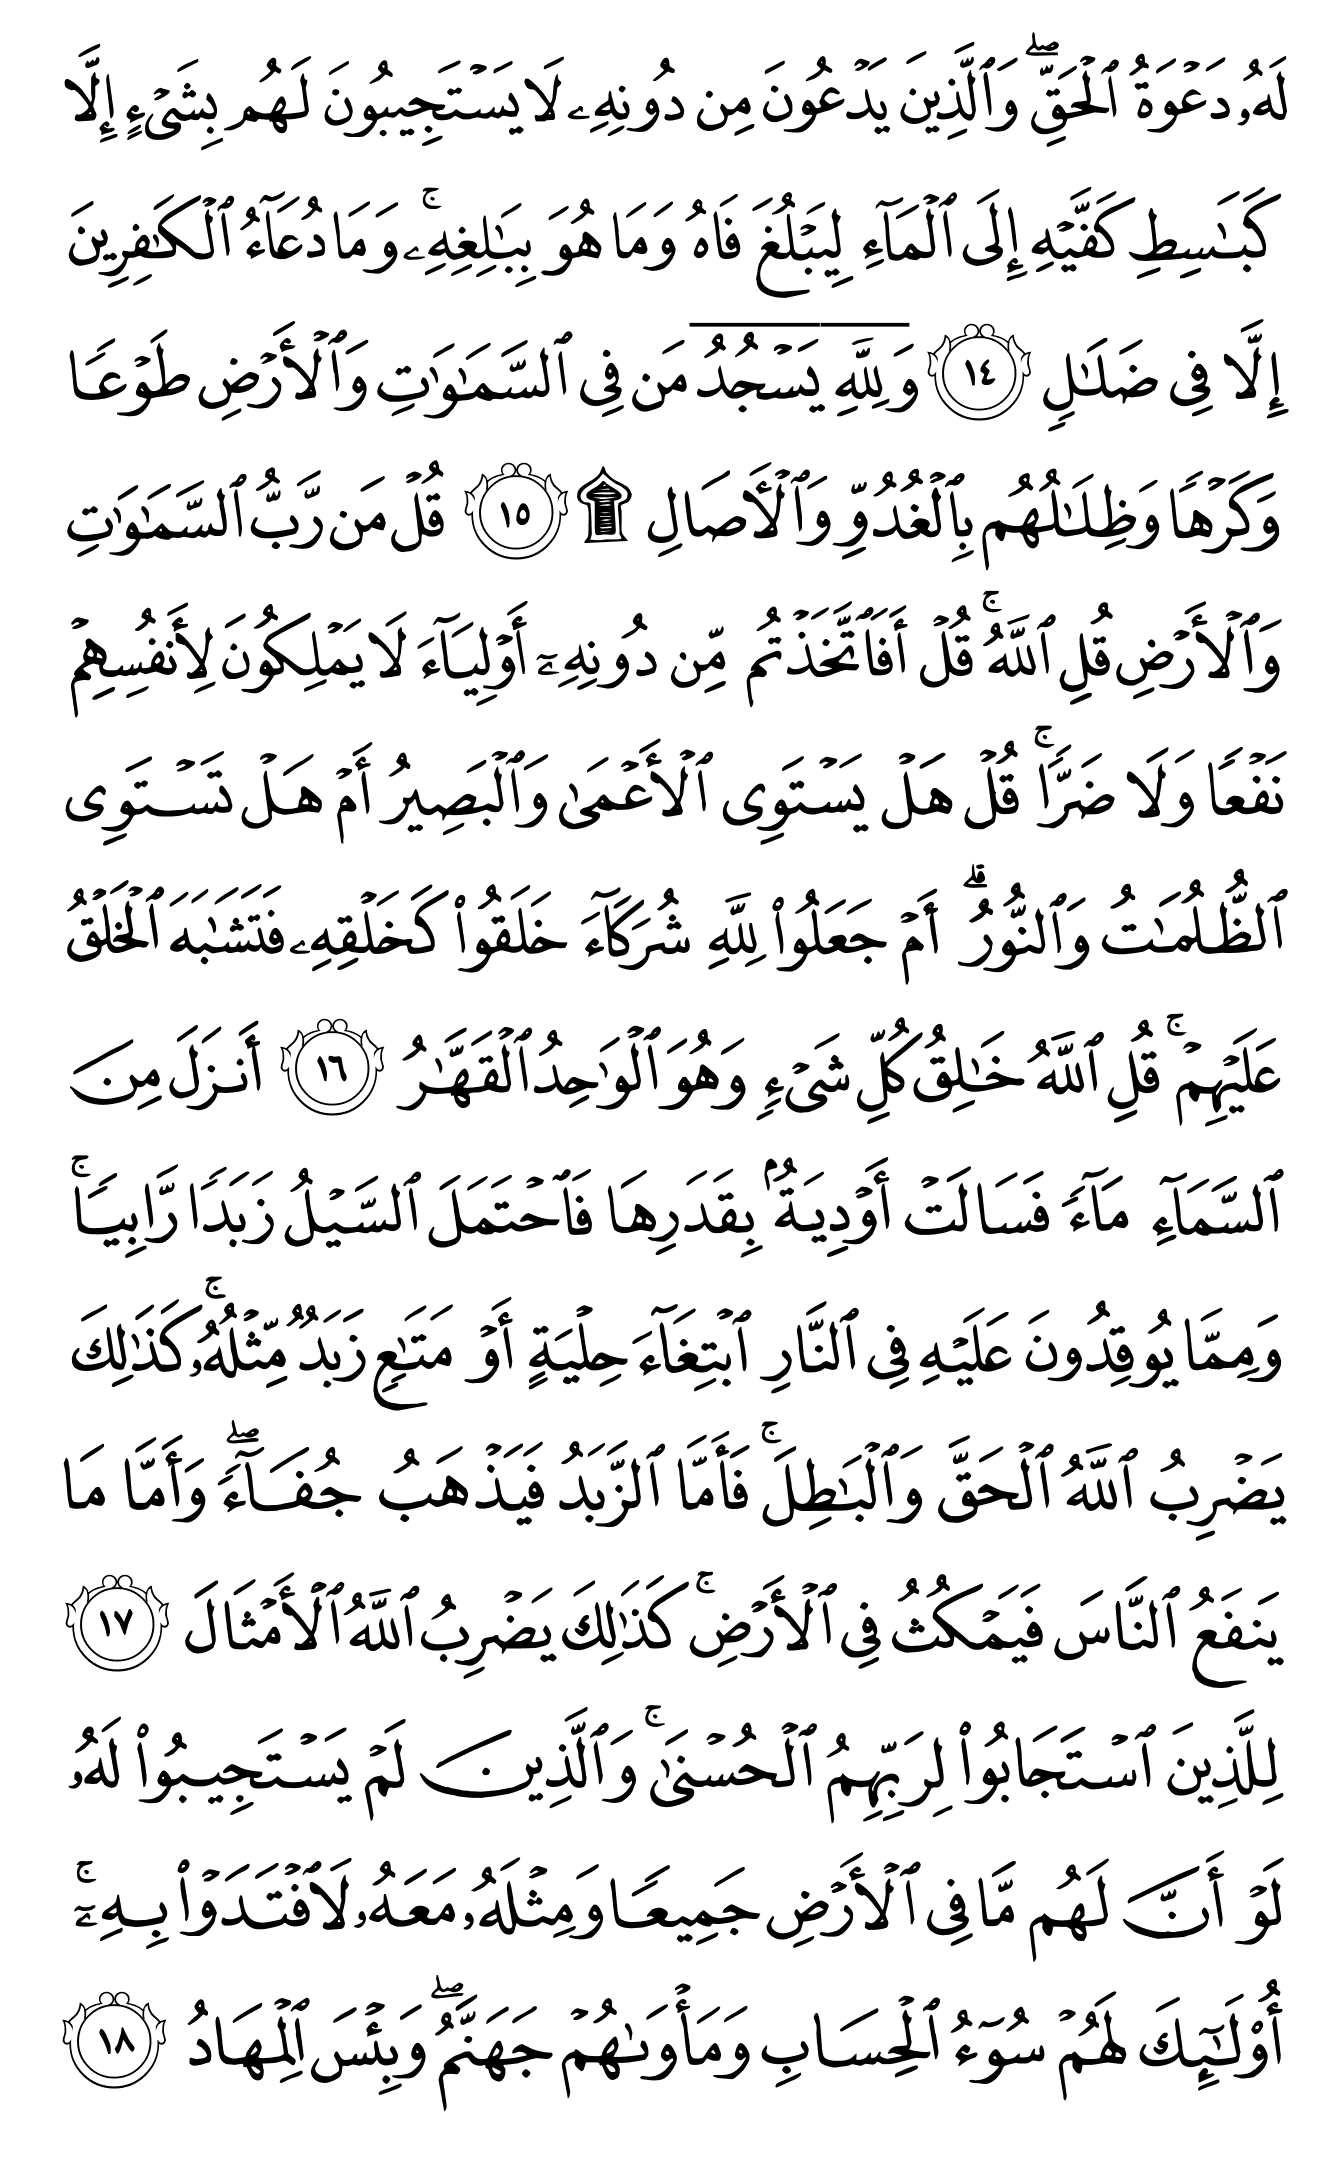 لَهُۥ دَعۡوَةُ ٱلۡحَقِّۖ وَٱلَّذِينَ يَدۡعُونَ مِن دُونِهِۦ لَا يَسۡتَجِيبُونَ لَهُم بِشَيۡءٍ إِلَّا
كَبَٰسِطِ كَفَّيۡهِ إِلَى ٱلۡمَآءِ لِيَبۡلُغَ فَاهُ وَمَا هُوَ بِبَٰلِغِهِۦۚ وَمَا دُعَآءُ ٱلۡكَٰفِرِينَ
إِلَّا فِي ضَلَٰلٖ ١٤ وَلِلَّهِۤ يَسۡجُدُۤ مَن فِي ٱلسَّمَٰوَٰتِ وَٱلۡأَرۡضِ طَوۡعٗا
وَكَرۡهٗا وَظِلَٰلُهُم بِٱلۡغُدُوِّ وَٱلۡأٓصَالِ ۩ ١٥ قُلۡ مَن رَّبُّ ٱلسَّمَٰوَٰتِ
وَٱلۡأَرۡضِ قُلِ ٱللَّهُۚ قُلۡ أَفَٱتَّخَذۡتُم مِّن دُونِهِۦٓ أَوۡلِيَآءَ لَا يَمۡلِكُونَ لِأَنفُسِهِمۡ
نَفۡعٗا وَلَا ضَرّٗاۚ قُلۡ هَلۡ يَسۡتَوِي ٱلۡأَعۡمَىٰ وَٱلۡبَصِيرُ أَمۡ هَلۡ تَسۡتَوِي
ٱلظُّلُمَٰتُ وَٱلنُّورُۗ أَمۡ جَعَلُواْ لِلَّهِ شُرَكَآءَ خَلَقُواْ كَخَلۡقِهِۦ فَتَشَٰبَهَ ٱلۡخَلۡقُ
عَلَيۡهِمۡۚ قُلِ ٱللَّهُ خَٰلِقُ كُلِّ شَيۡءٖ وَهُوَ ٱلۡوَٰحِدُ ٱلۡقَهَّٰرُ ١٦ أَنزَلَ مِنَ
ٱلسَّمَآءِ مَآءٗ فَسَالَتۡ أَوۡدِيَةُۢ بِقَدَرِهَا فَٱحۡتَمَلَ ٱلسَّيۡلُ زَبَدٗا رَّابِيٗاۚ
وَمِمَّا يُوقِدُونَ عَلَيۡهِ فِي ٱلنَّارِ ٱبۡتِغَآءَ حِلۡيَةٍ أَوۡ مَتَٰعٖ زَبَدٞ مِّثۡلُهُۥۚ كَذَٰلِكَ
يَضۡرِبُ ٱللَّهُ ٱلۡحَقَّ وَٱلۡبَٰطِلَۚ فَأَمَّا ٱلزَّبَدُ فَيَذۡهَبُ جُفَآءٗۖ وَأَمَّا مَا
يَنفَعُ ٱلنَّاسَ فَيَمۡكُثُ فِي ٱلۡأَرۡضِۚ كَذَٰلِكَ يَضۡرِبُ ٱللَّهُ ٱلۡأَمۡثَالَ ١٧
لِلَّذِينَ ٱسۡتَجَابُواْ لِرَبِّهِمُ ٱلۡحُسۡنَىٰۚ وَٱلَّذِينَ لَمۡ يَسۡتَجِيبُواْ لَهُۥ
لَوۡ أَنَّ لَهُم مَّا فِي ٱلۡأَرۡضِ جَمِيعٗا وَمِثۡلَهُۥ مَعَهُۥ لَٱفۡتَدَوۡاْ بِهِۦٓۚ
أُوْلَٰٓئِكَ لَهُمۡ سُوٓءُ ٱلۡحِسَابِ وَمَأۡوَىٰهُمۡ جَهَنَّمُۖ وَبِئۡسَ ٱلۡمِهَادُ ١٨